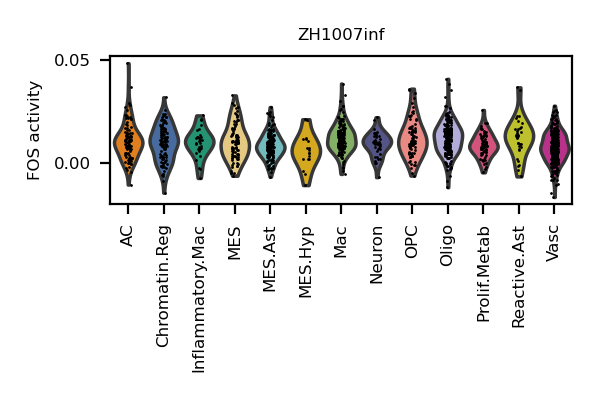 ZH1007inf
0.05
0.00
FOS activity
AC
Chromatin.Reg
Inflammatory.Mac
MES
MES.Ast
MES.Hyp
Mac
Neuron
OPC
Oligo
Prolif.Metab
Reactive.Ast
Vasc